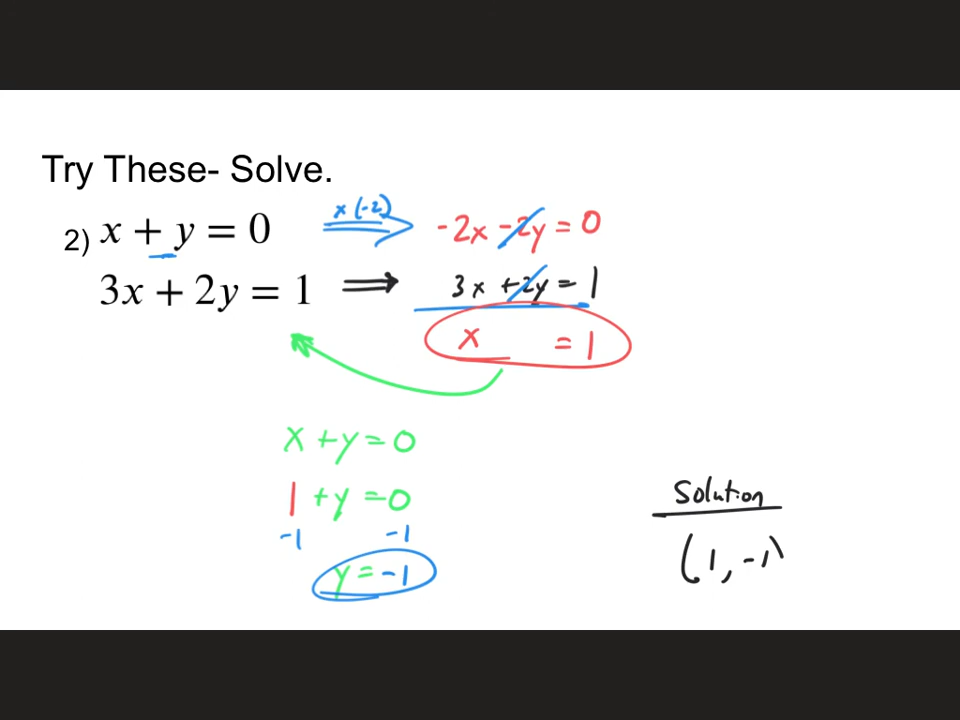 Try These- Solve.
2) x + y = 0
x (-2)
-2x -2y = 0
3x + 2y = 1
3x +2y = 1
x = 1
x + y = 0
1 + y = 0
-1 -1
y = -1
Solution
(1, -1)